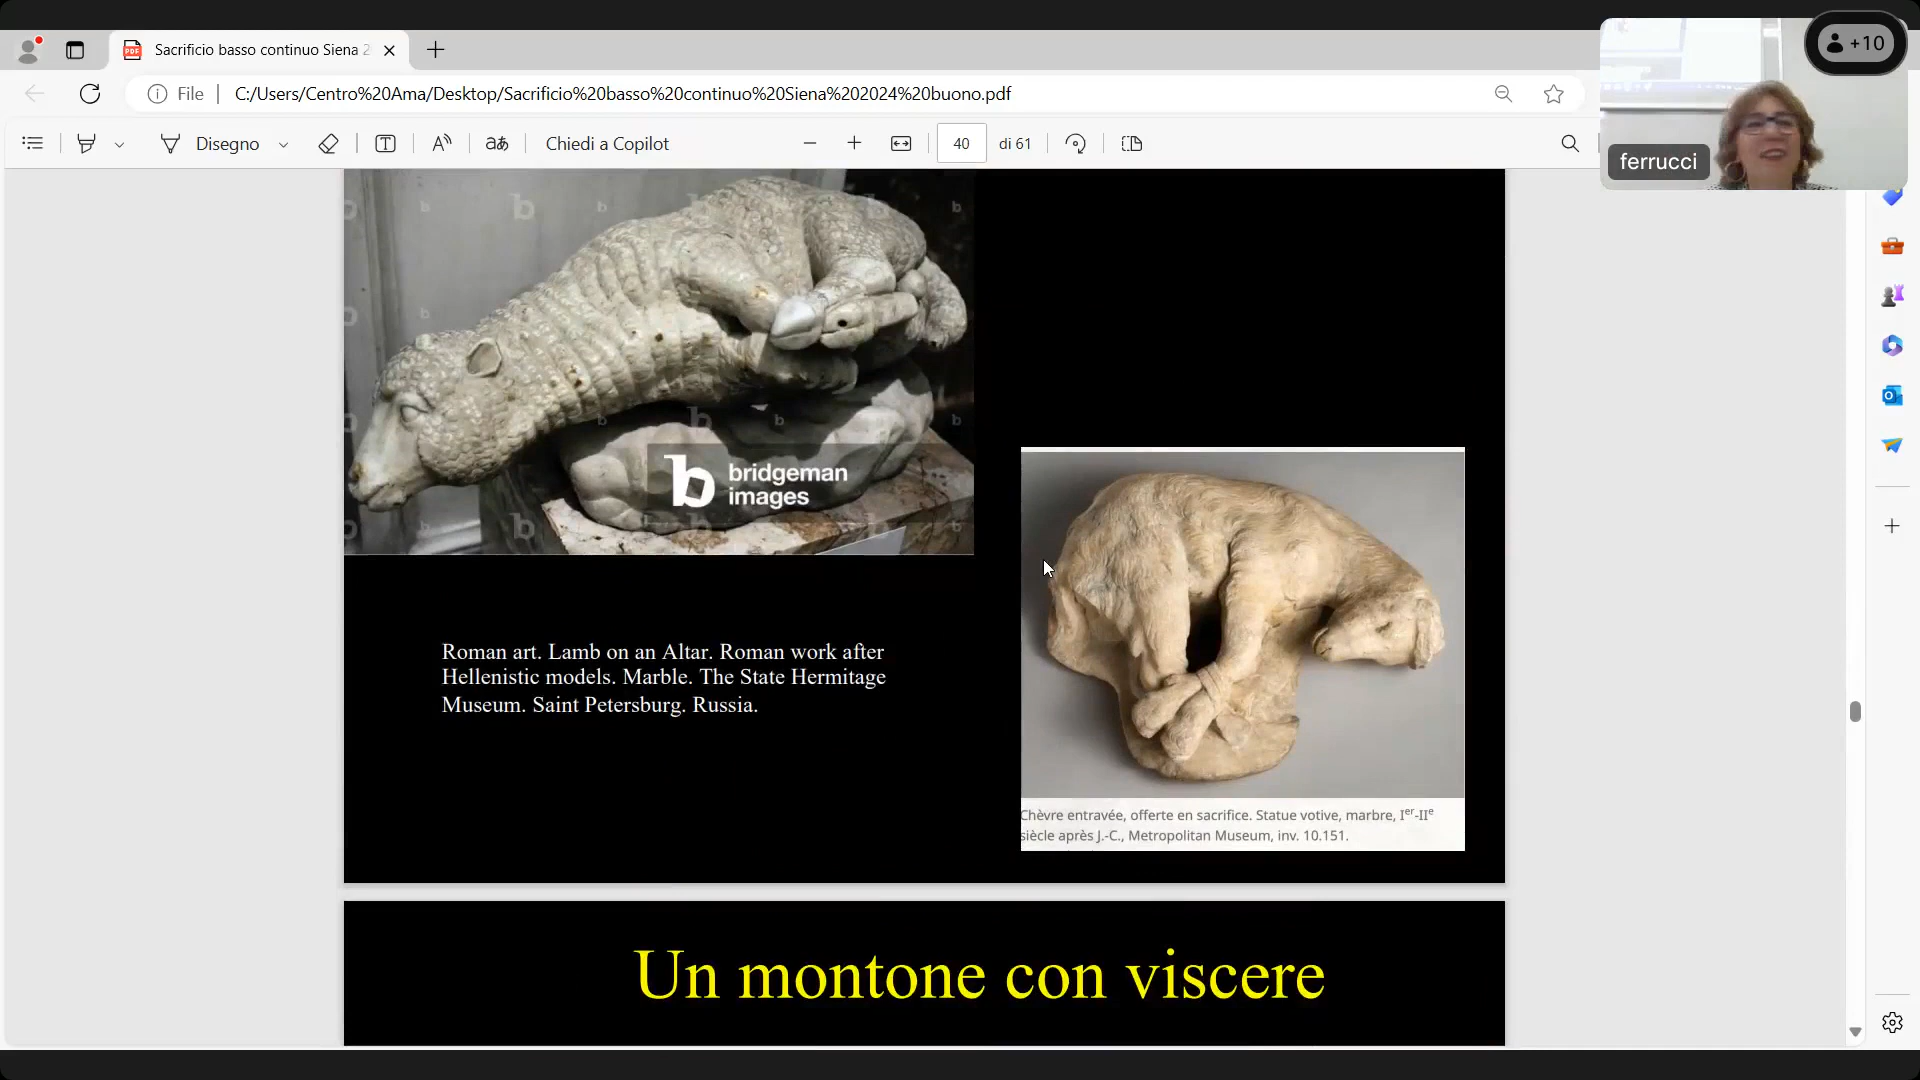 Sacrificio basso continuo Siena 2
+10
File
C:/Users/Centro%20Ama/Desktop/Sacrificio%20basso%20continuo%20Siena%202024%20buono.pdf
Disegno
Chiedi a Copilot
40
di 61
ferrucci
bridgeman
images
Roman art. Lamb on an Altar. Roman work after
Hellenistic models. Marble. The State Hermitage
Museum. Saint Petersburg. Russia.
Chèvre entravée, offerte en sacrifice. Statue votive, marbre, Ier-IIe
siècle après J.-C., Metropolitan Museum, inv. 10.151.
Un montone con viscere